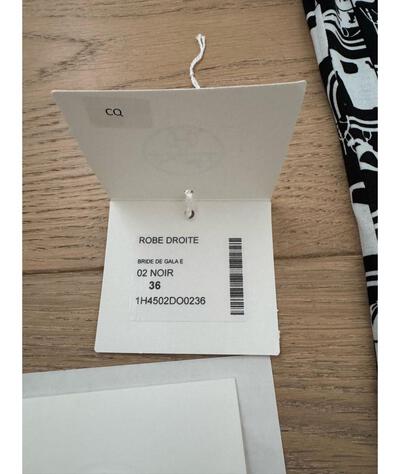 CQ
ROBE DROITE
BRIDE DE GALA E
02 NOIR
36
1H4502DO0236